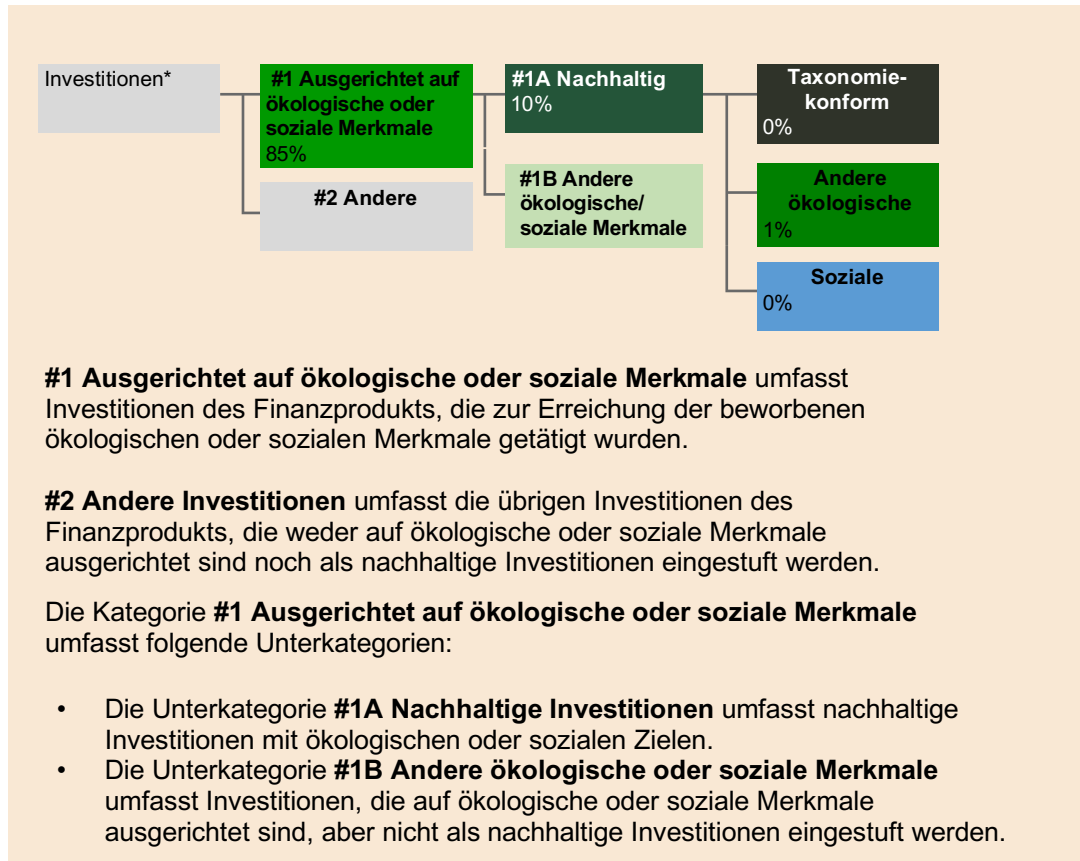 Investitionen*
#1 Ausgerichtet auf
ökologische oder
soziale Merkmale
85%
#2 Andere
#1A Nachhaltig
10%
#1B Andere
ökologische/
soziale Merkmale
Taxonomie-
konform
0%
Andere
ökologische
1%
Soziale
0%
#1 Ausgerichtet auf ökologische oder soziale Merkmale umfasst
Investitionen des Finanzprodukts, die zur Erreichung der beworbenen
ökologischen oder sozialen Merkmale getätigt wurden.
#2 Andere Investitionen umfasst die übrigen Investitionen des
Finanzprodukts, die weder auf ökologische oder soziale Merkmale
ausgerichtet sind noch als nachhaltige Investitionen eingestuft werden.
Die Kategorie #1 Ausgerichtet auf ökologische oder soziale Merkmale
umfasst folgende Unterkategorien:
• Die Unterkategorie #1A Nachhaltige Investitionen umfasst nachhaltige
Investitionen mit ökologischen oder sozialen Zielen.
• Die Unterkategorie #1B Andere ökologische oder soziale Merkmale
umfasst Investitionen, die auf ökologische oder soziale Merkmale
ausgerichtet sind, aber nicht als nachhaltige Investitionen eingestuft werden.